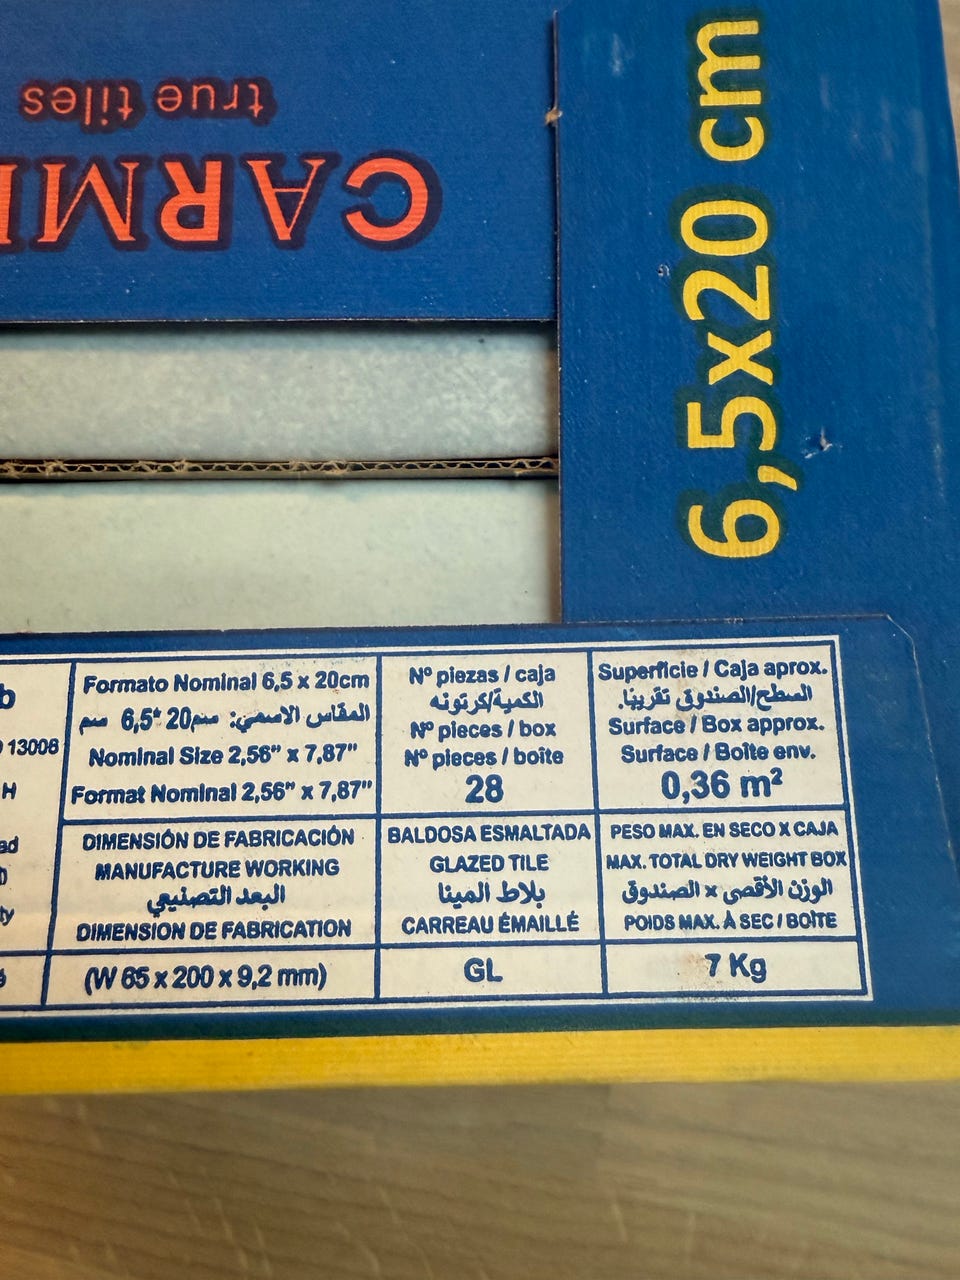 true tiles
CARM
6,5x20 cm
b
13006
H
ad
ty
Formato Nominal 6,5 x 20cm
المقاس الاسمي: 20سم *6,5 سم
Nominal Size 2,56" x 7,87"
Format Nominal 2,56" x 7,87"
Nº piezas / caja
الكمية/كرتونه
Nº pieces / box
Nº pieces / boîte
28
Superficie / Caja aprox.
السطح/الصندوق تقريبًا.
Surface / Box approx.
Surface / Boîte env.
0,36 m²
DIMENSIÓN DE FABRICACIÓN
MANUFACTURE WORKING
البعد التصنيعي
DIMENSION DE FABRICATION
BALDOSA ESMALTADA
GLAZED TILE
بلاط المينا
CARREAU ÉMAILLÉ
PESO MAX. EN SECO X CAJA
MAX. TOTAL DRY WEIGHT BOX
الوزن الأقصى x الصندوق
POIDS MAX. À SEC / BOÎTE
(W 65 x 200 x 9,2 mm)
GL
7 Kg